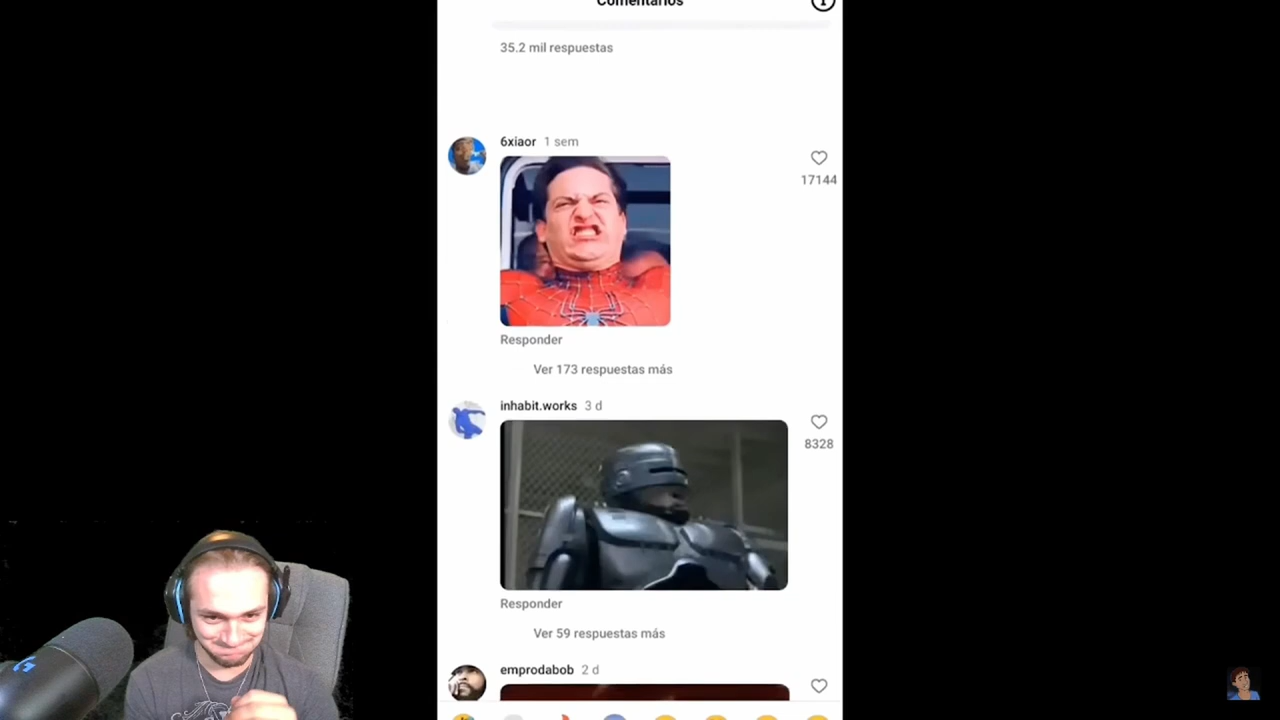 Comentarios
35.2 mil respuestas
6xiaor 1 sem
17144
Responder
Ver 173 respuestas más
inhabit.works 3 d
8328
Responder
Ver 59 respuestas más
emprodabob 2 d